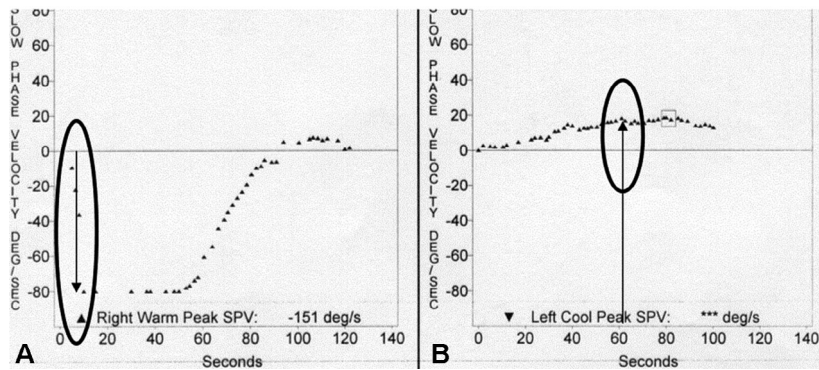 SLOW PHASE VELOCITY DEG/SEC
80
60
40
20
0
-20
-40
-60
-80
▲ Right Warm Peak SPV: -151 deg/s
0 20 40 60 80 100 120 140
Seconds
A
SLOW PHASE VELOCITY DEG/SEC
80
60
40
20
0
-20
-40
-60
-80
▼ Left Cool Peak SPV: *** deg/s
0 20 40 60 80 100 120 140
Seconds
B